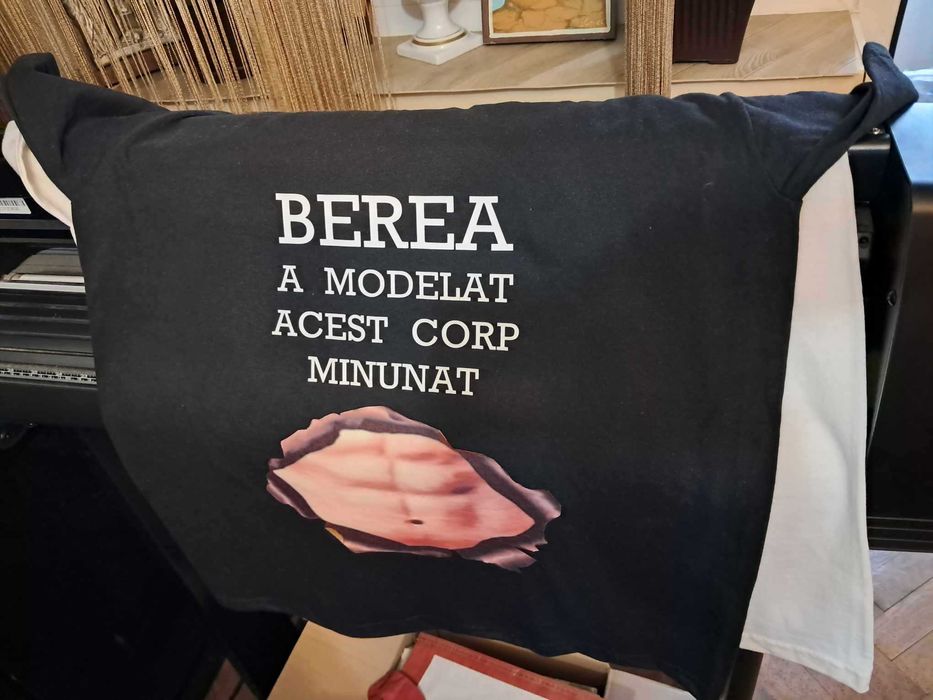 BEREA
A MODELAT
ACEST CORP
MINUNAT